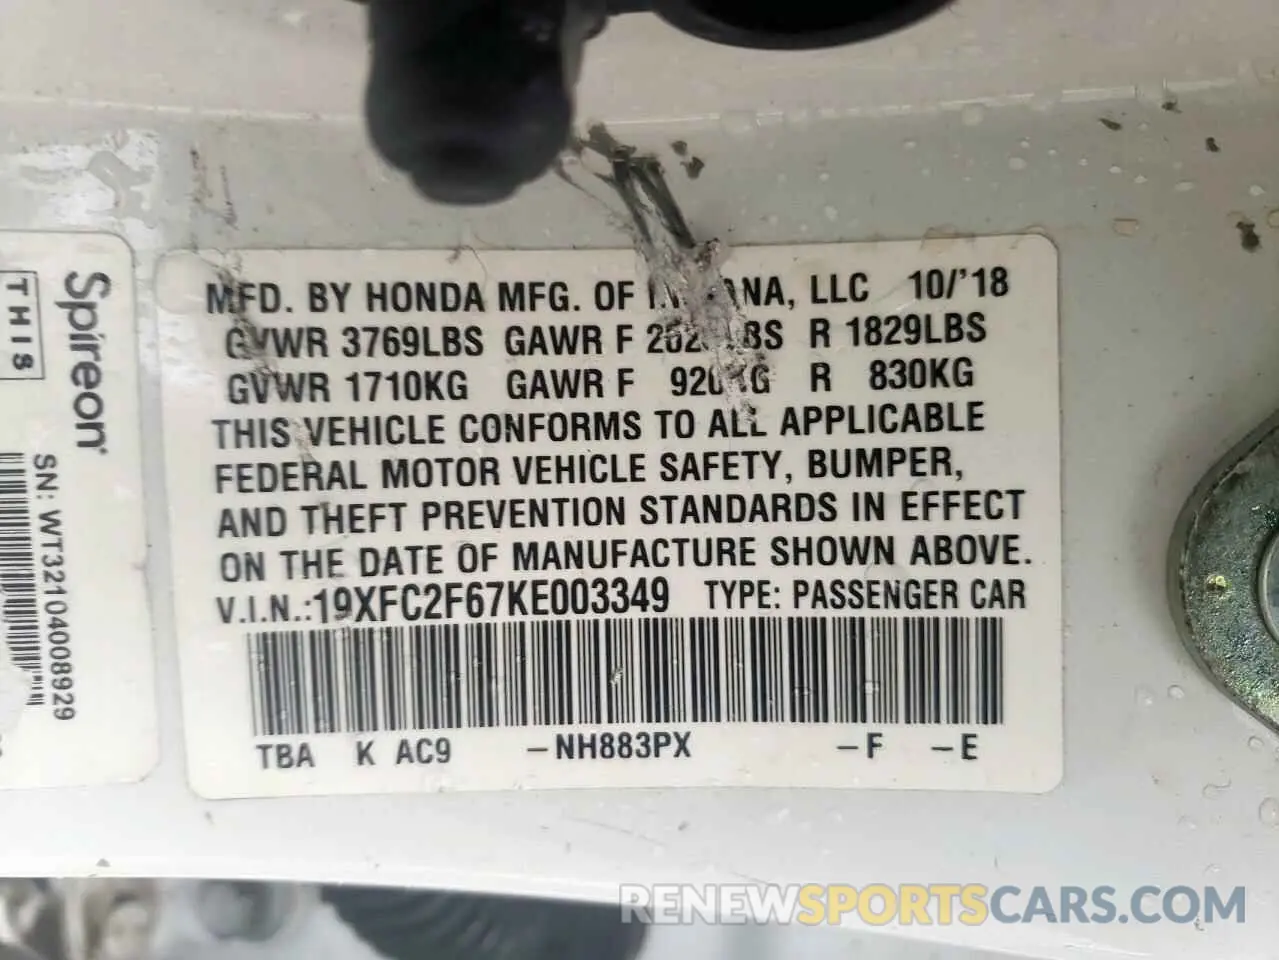 MFD. BY HONDA MFG. OF LLC 10/'18
GVWR 3769LBS GAWR F R 1829LBS
GVWR 1710KG GAWR F R 830KG
THIS VEHICLE CONFORMS TO ALL APPLICABLE
FEDERAL MOTOR VEHICLE SAFETY, BUMPER,
AND THEFT PREVENTION STANDARDS IN EFFECT
ON THE DATE OF MANUFACTURE SHOWN ABOVE.
V.I.N.:19XFC2F67KE003349 TYPE: PASSENGER CAR
TBA K AC9 -NH883PX -F -E
Spireon
THIS
SN: WT32104008929
RENEWSPORTSCARS.COM